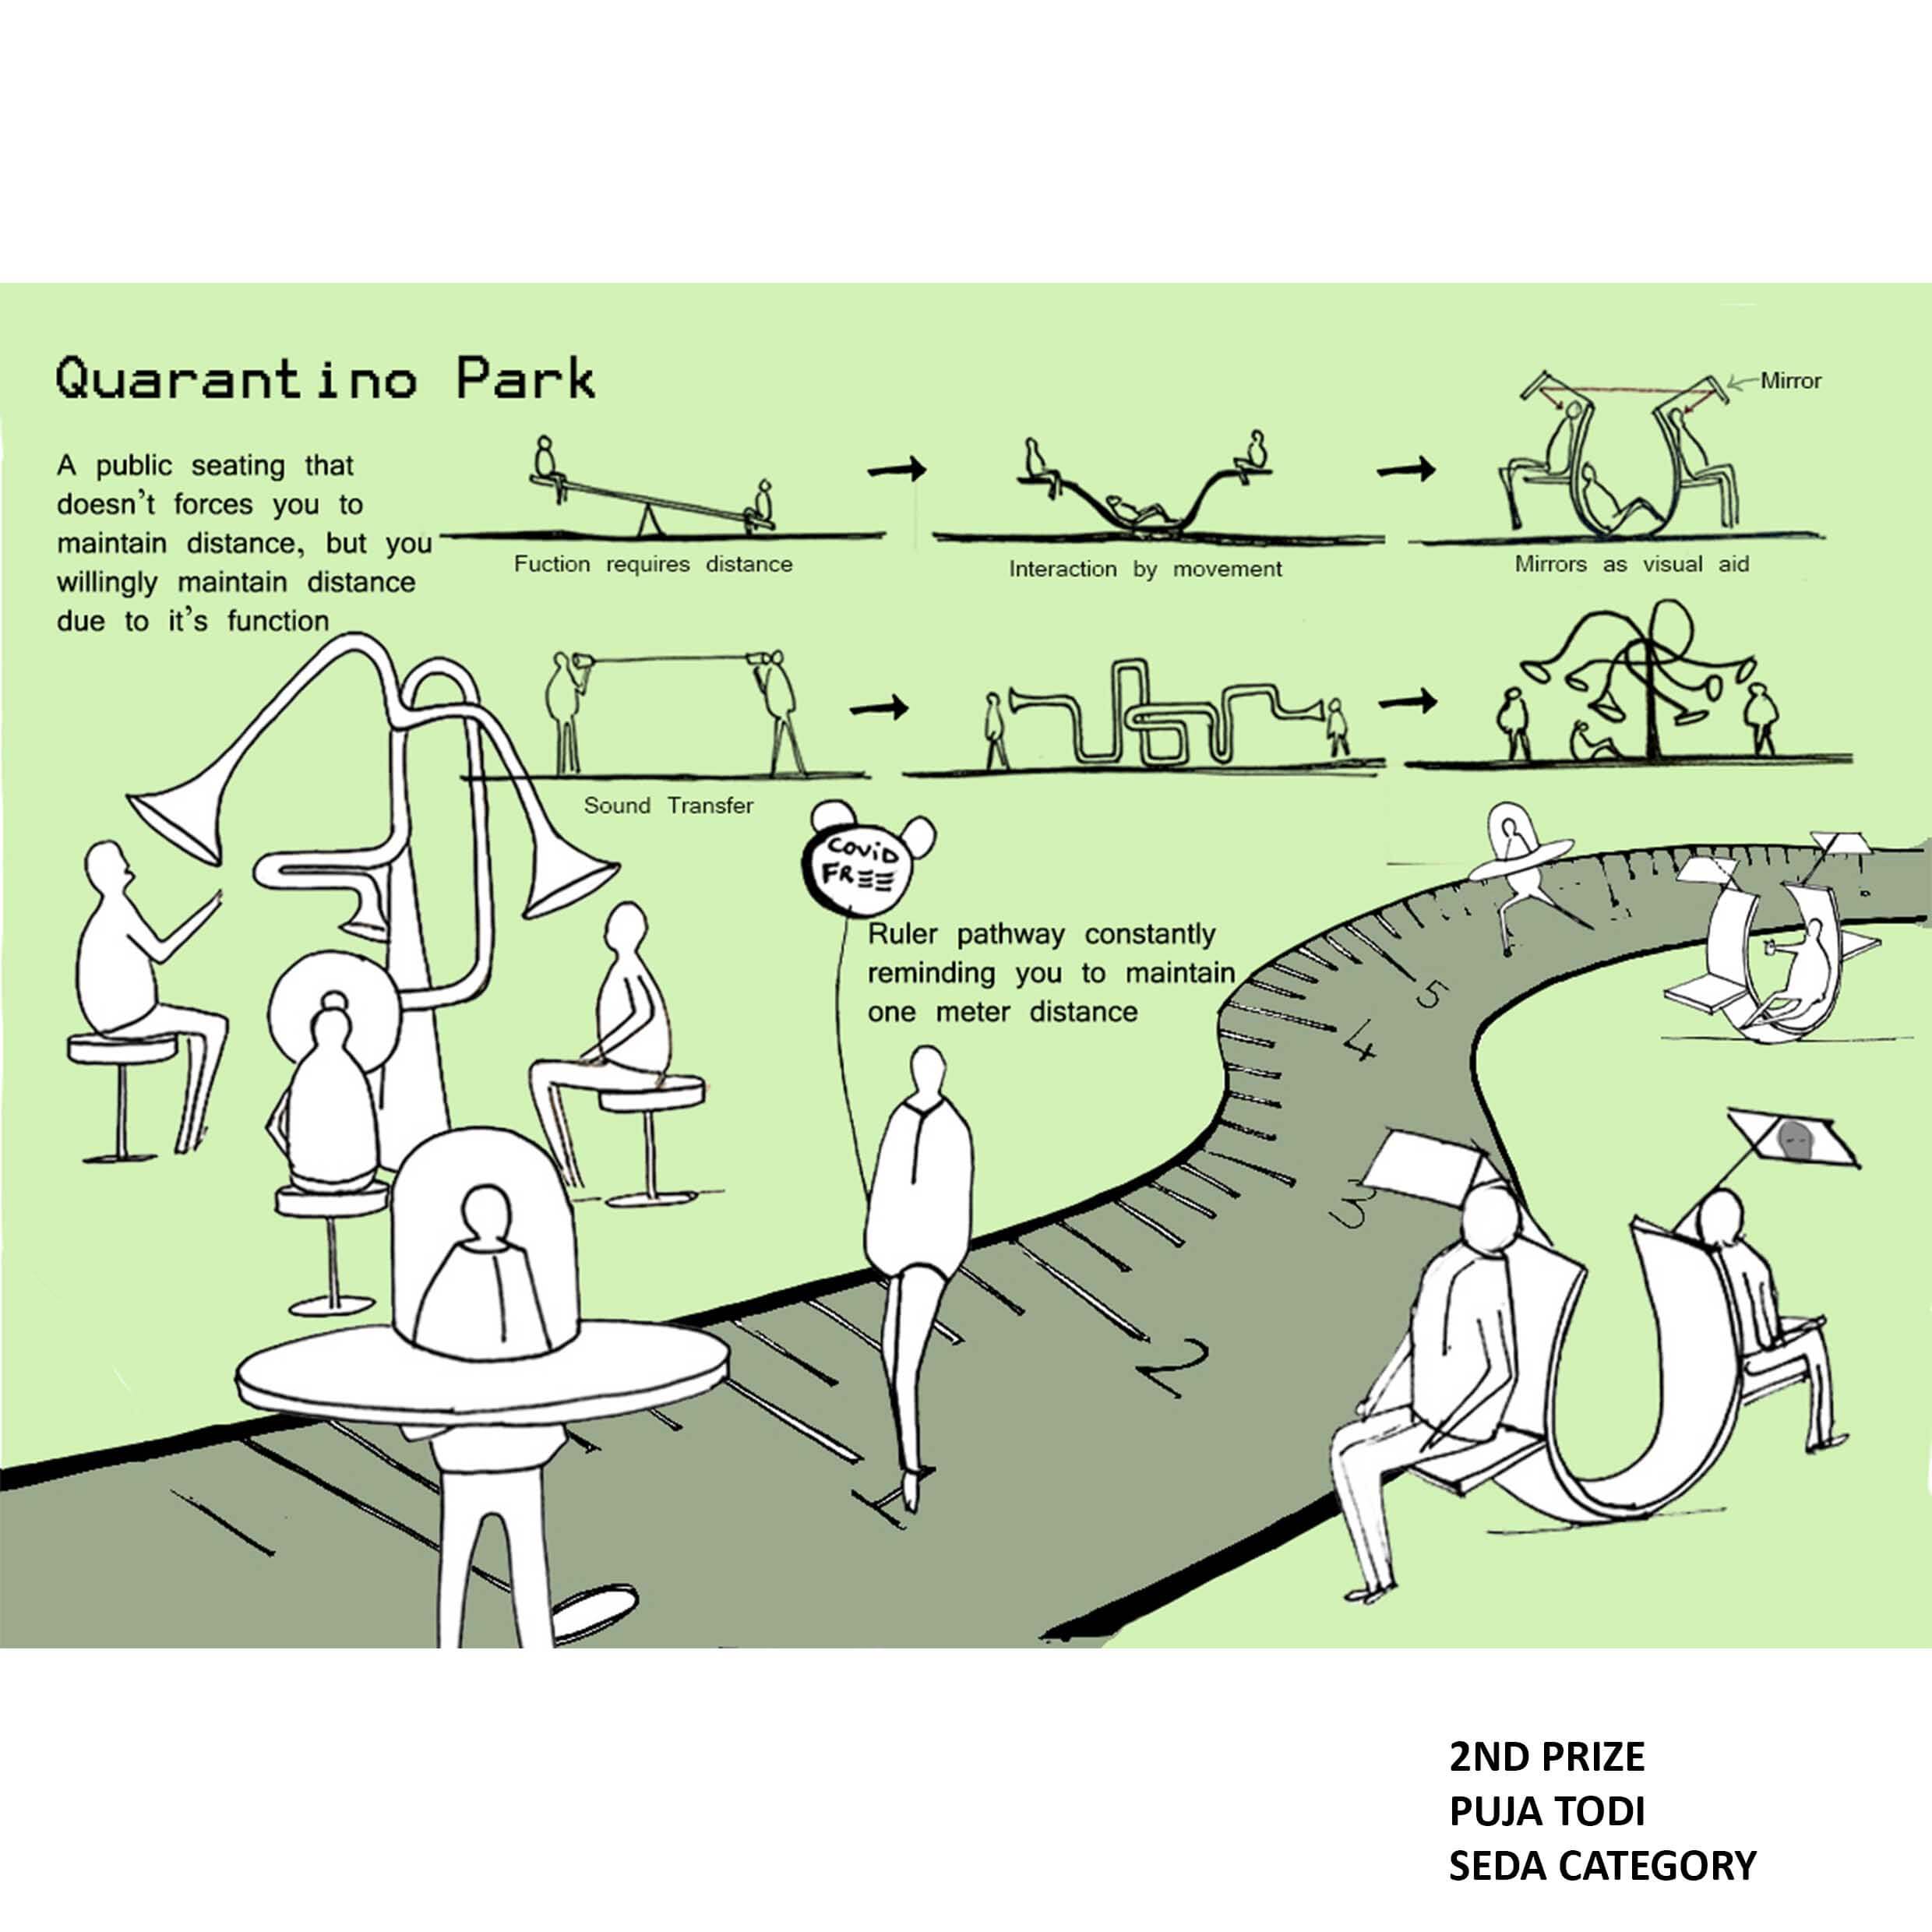 Quarantino Park
A public seating that
doesn't forces you to
maintain distance, but you
willingly maintain distance
due to it's function
Fuction requires distance
Interaction by movement
Mirror
Mirrors as visual aid
Sound Transfer
COVID
FREE
Ruler pathway constantly
reminding you to maintain
one meter distance
5
4
3
2
2ND PRIZE
PUJA TODI
SEDA CATEGORY